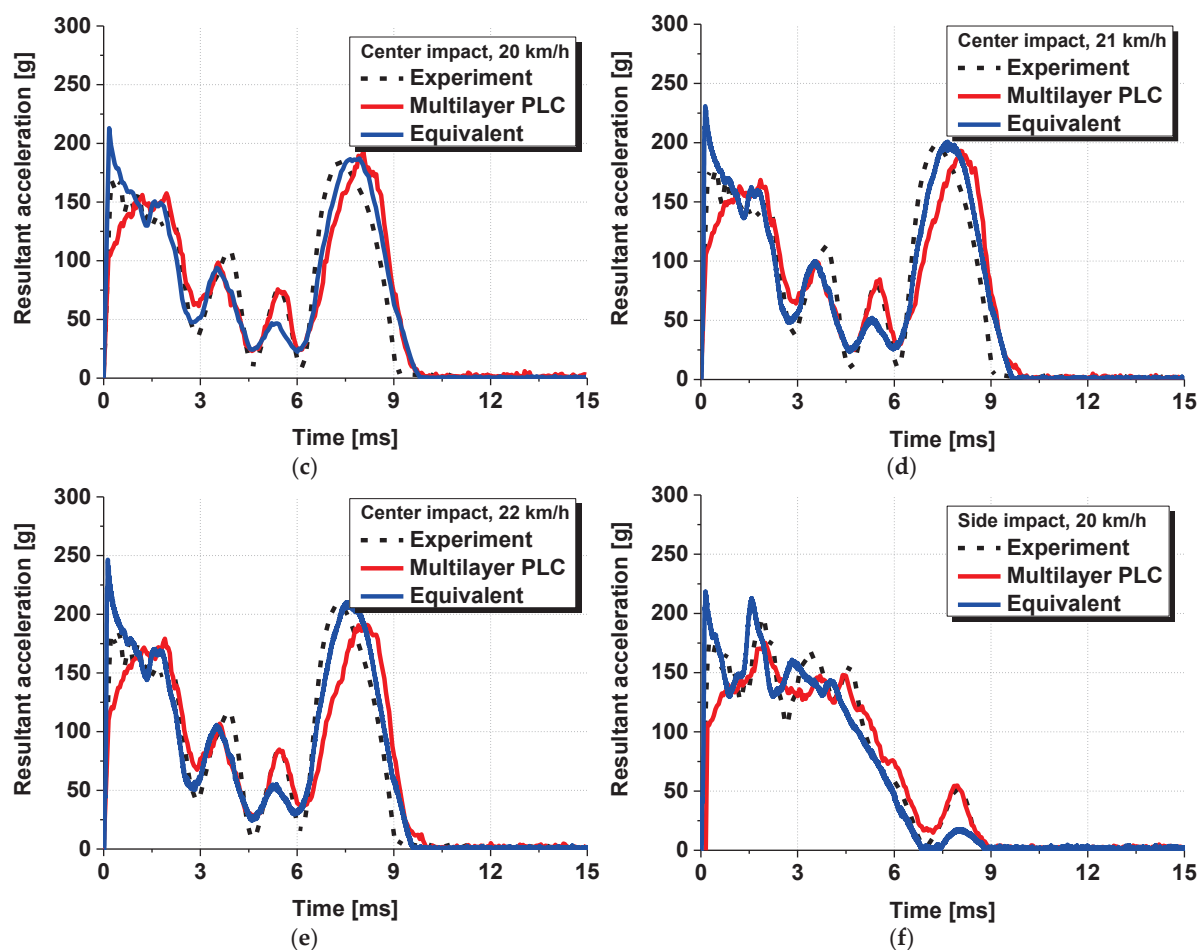 300
250
200
150
100
50
0
Resultant acceleration [g]
Center impact, 20 km/h
Experiment
Multilayer PLC
Equivalent
0 3 6 9 12 15
Time [ms]
(c)
300
250
200
150
100
50
0
Resultant acceleration [g]
Center impact, 21 km/h
Experiment
Multilayer PLC
Equivalent
0 3 6 9 12 15
Time [ms]
(d)
300
250
200
150
100
50
0
Resultant acceleration [g]
Center impact, 22 km/h
Experiment
Multilayer PLC
Equivalent
0 3 6 9 12 15
Time [ms]
(e)
300
250
200
150
100
50
0
Resultant acceleration [g]
Side impact, 20 km/h
Experiment
Multilayer PLC
Equivalent
0 3 6 9 12 15
Time [ms]
(f)